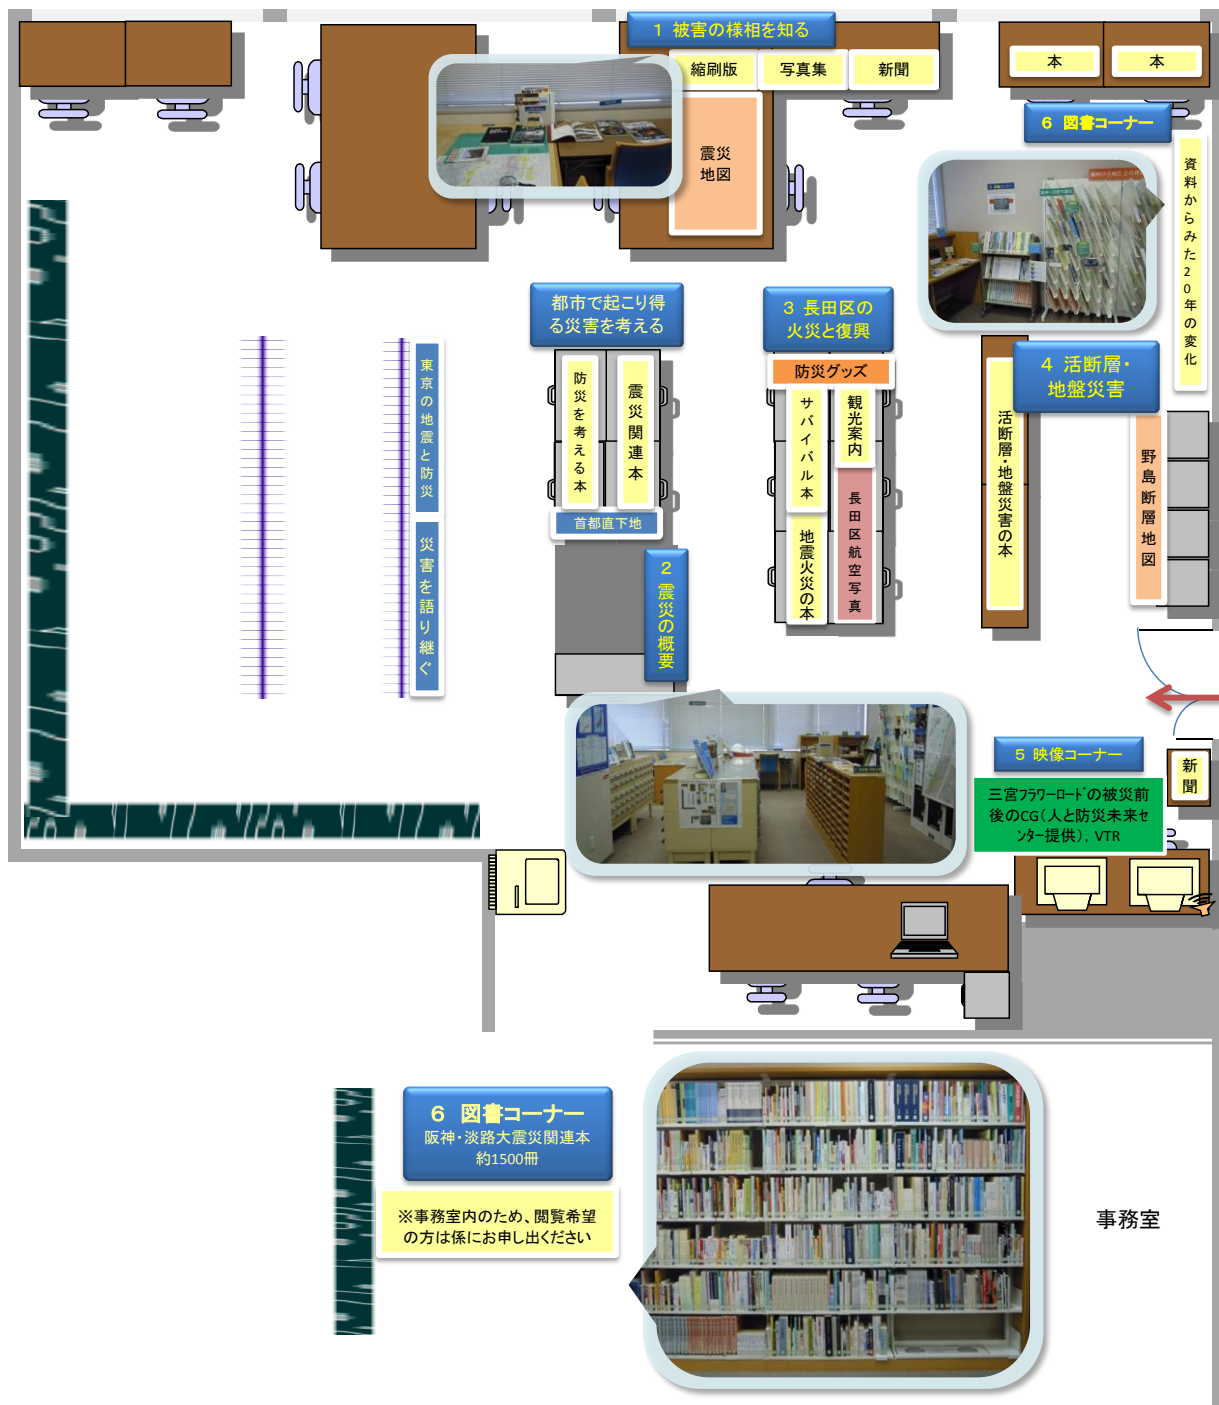 1 被害の様相を知る
縮刷版
写真集
新聞
震災
地図
本
本
6 図書コーナー
資料からみた20年の変化
都市で起こり得
る災害を考える
防災を考える本
震災関連本
首都直下地
3 長田区の
火災と復興
防災グッズ
サバイバル本
観光案内
地震火災の本
長田区航空写真
4 活断層・
地盤災害
活断層・地盤災害の本
野島断層地図
東京の地震と防災
災害を語り継ぐ
2 震災の概要
5 映像コーナー
新聞
三宮フラワーロードの被災前
後のCG(人と防災未来セ
ンター提供), VTR
6 図書コーナー
阪神・淡路大震災関連本
約1500冊
※事務室内のため、閲覧希望
の方は係にお申し出ください
事務室